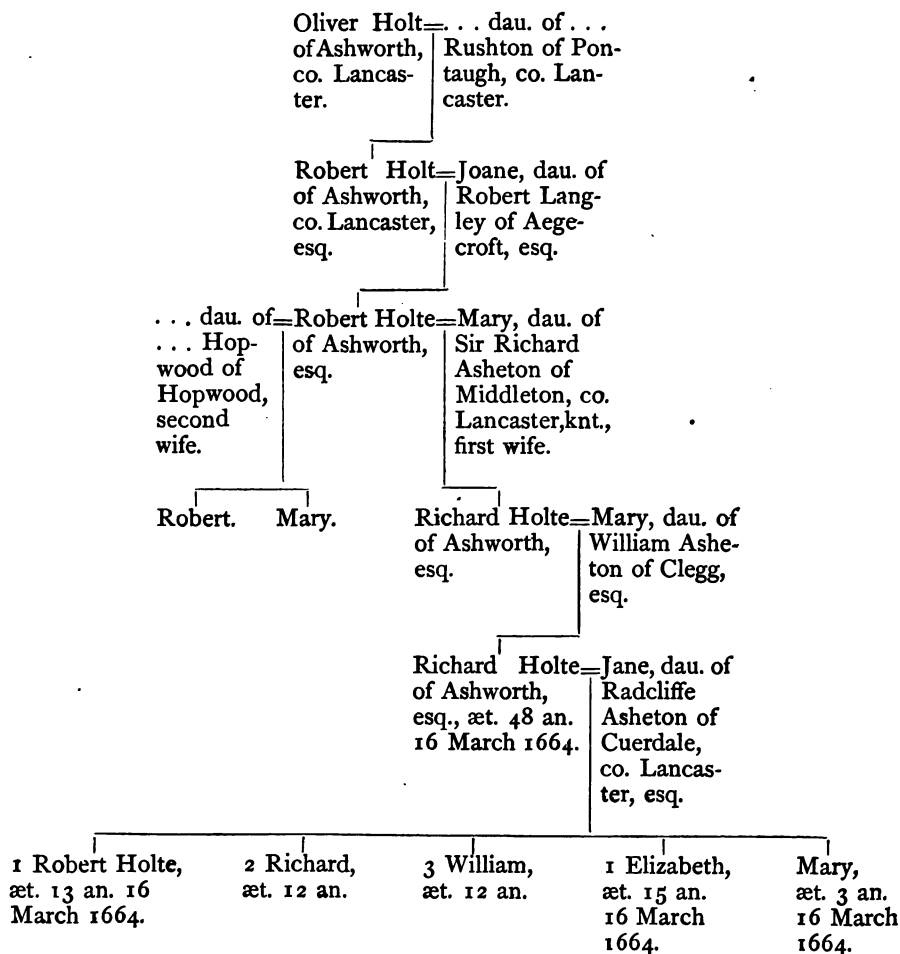 Oliver Holt=. . . dau. of . . .
of Ashworth,
co. Lancas-
ter.
Rushton of Pon-
taugh, co. Lan-
caster.
Robert Holt=Joane, dau. of
of Ashworth,
co. Lancaster,
esq.
Robert Lang-
ley of Aege-
croft, esq.
. . . dau. of=Robert Holte=Mary, dau. of
. . . Hop-
wood of
Hopwood,
second
wife.
of Ashworth,
esq.
Sir Richard
Asheton of
Middleton, co.
Lancaster, knt.,
first wife.
Robert. Mary.
Richard Holte=Mary, dau. of
of Ashworth,
esq.
William Ashe-
ton of Clegg,
esq.
Richard Holte=Jane, dau. of
of Ashworth,
esq., æt. 48 an.
16 March 1664.
Radcliffe
Asheton of
Cuerdale,
co. Lancas-
ter, esq.
1 Robert Holte,
æt. 13 an. 16
March 1664.
2 Richard,
æt. 12 an.
3 William,
æt. 12 an.
1 Elizabeth,
æt. 15 an.
16 March
1664.
Mary,
æt. 3 an.
16 March
1664.